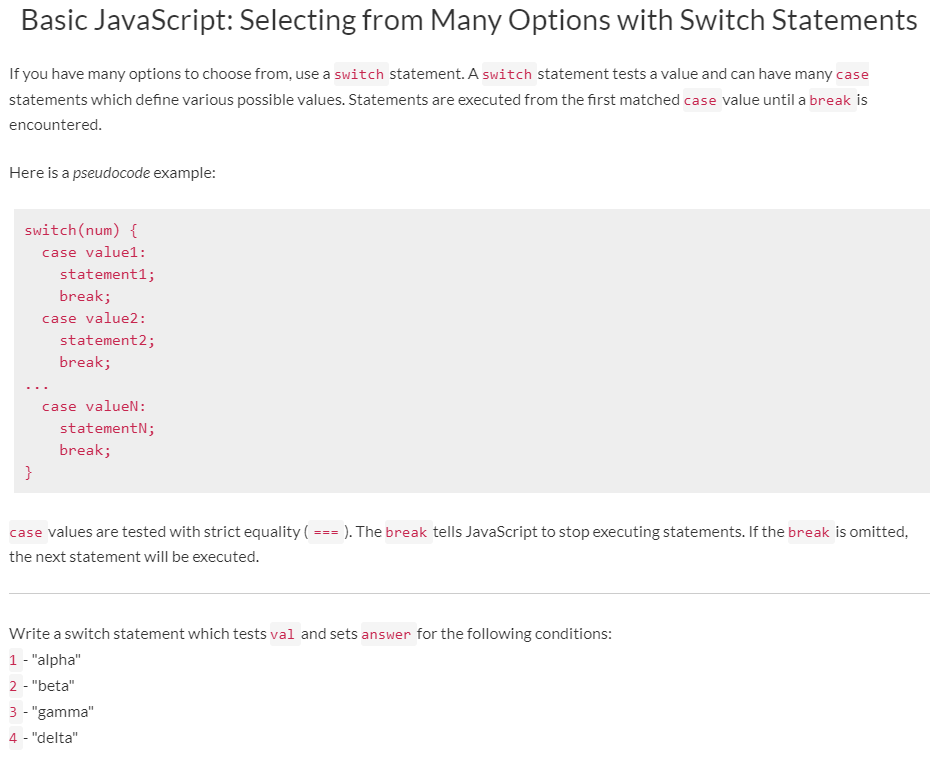 Basic JavaScript: Selecting from Many Options with Switch Statements
If you have many options to choose from, use a switch statement. A switch statement tests a value and can have many case
statements which define various possible values. Statements are executed from the first matched case value until a break is
encountered.
Here is a pseudocode example:
switch(num) {
  case value1:
    statement1;
    break;
  case value2:
    statement2;
    break;
...
  case valueN:
    statementN;
    break;
}
case values are tested with strict equality ( === ). The break tells JavaScript to stop executing statements. If the break is omitted,
the next statement will be executed.
Write a switch statement which tests val and sets answer for the following conditions:
1 - "alpha"
2 - "beta"
3 - "gamma"
4 - "delta"